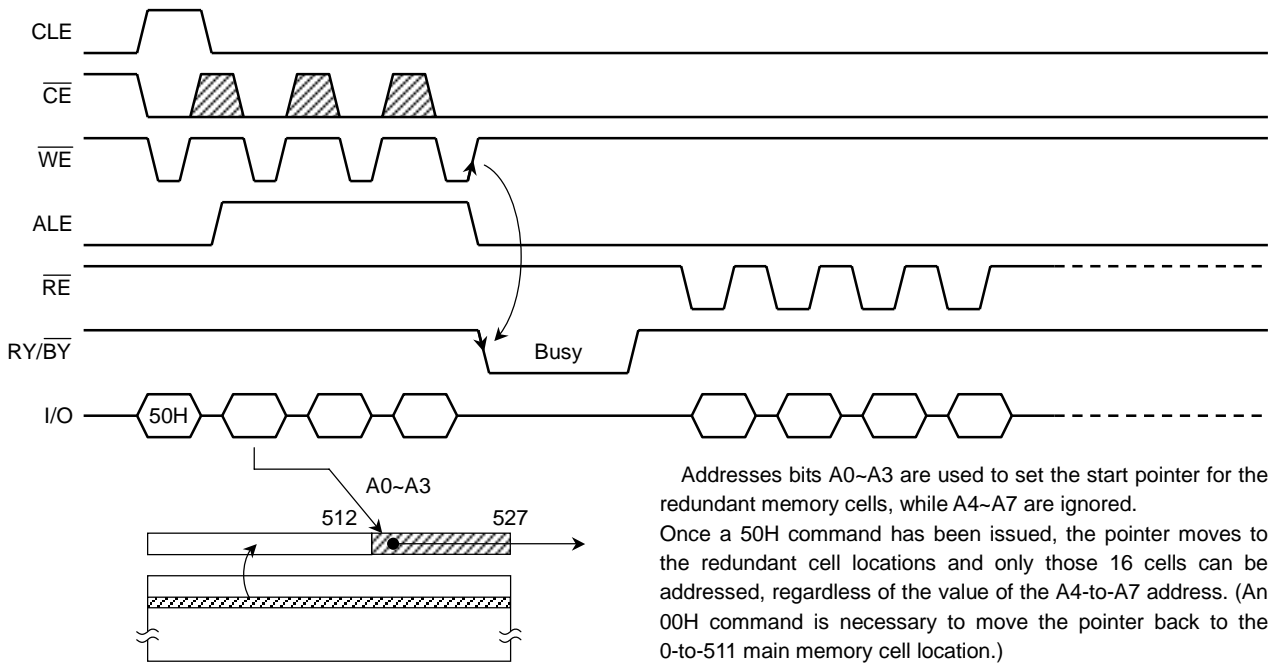 CLE
CE
WE
ALE
RE
RY/BY
Busy
I/O
50H
A0~A3
512
527
Addresses bits A0~A3 are used to set the start pointer for the
redundant memory cells, while A4~A7 are ignored.
Once a 50H command has been issued, the pointer moves to
the redundant cell locations and only those 16 cells can be
addressed, regardless of the value of the A4-to-A7 address. (An
00H command is necessary to move the pointer back to the
0-to-511 main memory cell location.)